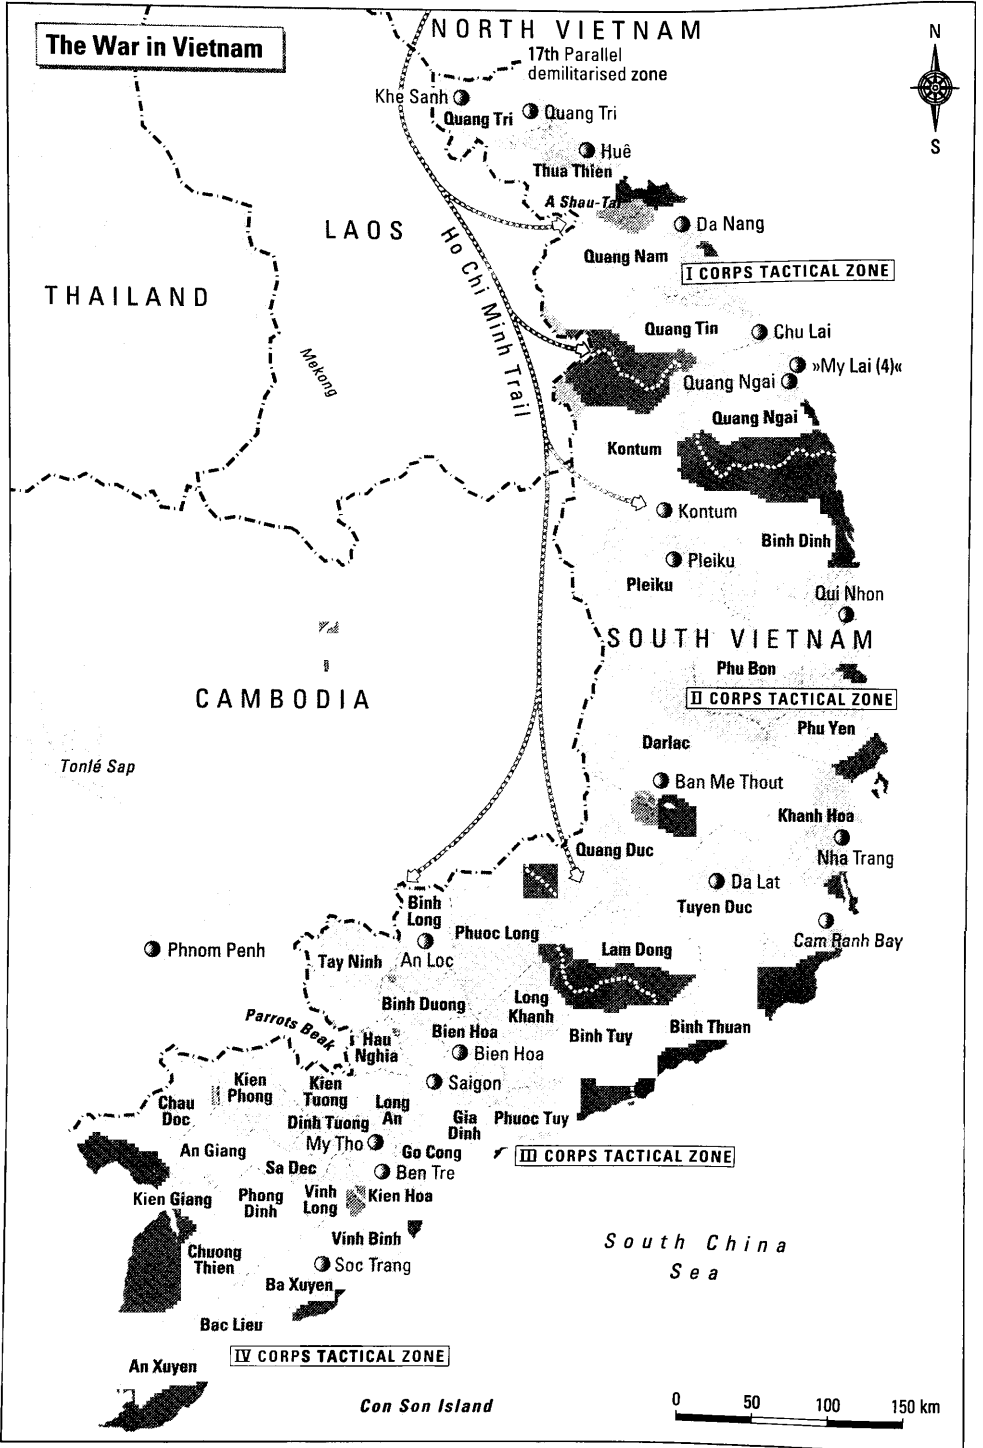 The War in Vietnam
NORTH VIETNAM
17th Parallel
demilitarised zone
N
S
Khe Sanh
Quang Tri
Quang Tri
Huê
Thua Thien
A Shau-Tal
Da Nang
LAOS
Quang Nam
I CORPS TACTICAL ZONE
THAILAND
Ho Chi Minh Trail
Quang Tin
Chu Lai
Mekong
»My Lai (4)«
Quang Ngai
Quang Ngai
Kontum
Kontum
Binh Dinh
Pleiku
Pleiku
Qui Nhon
SOUTH VIETNAM
Phu Bon
CAMBODIA
II CORPS TACTICAL ZONE
Phu Yen
Darlac
Tonlé Sap
Ban Me Thout
Khanh Hoa
Quang Duc
Nha Trang
Da Lat
Binh
Long
Tuyen Duc
Phuoc Long
Cam Ranh Bay
Phnom Penh
Tay Ninh
An Loc
Lam Dong
Binh Duong
Long
Khanh
Parrots Beak
Hau
Nghia
Bien Hoa
Bien Hoa
Binh Tuy
Binh Thuan
Kien
Phong
Kien
Tuong
Saigon
Chau
Doc
Long
An
Dinh Tuong
Gia
Dinh
Phuoc Tuy
My Tho
An Giang
Go Cong
III CORPS TACTICAL ZONE
Sa Dec
Ben Tre
Kien Giang
Phong
Dinh
Vinh
Long
Kien Hoa
Vinh Binh
South China
Sea
Chuong
Thien
Soc Trang
Ba Xuyen
Bac Lieu
IV CORPS TACTICAL ZONE
An Xuyen
Con Son Island
0 50 100 150 km